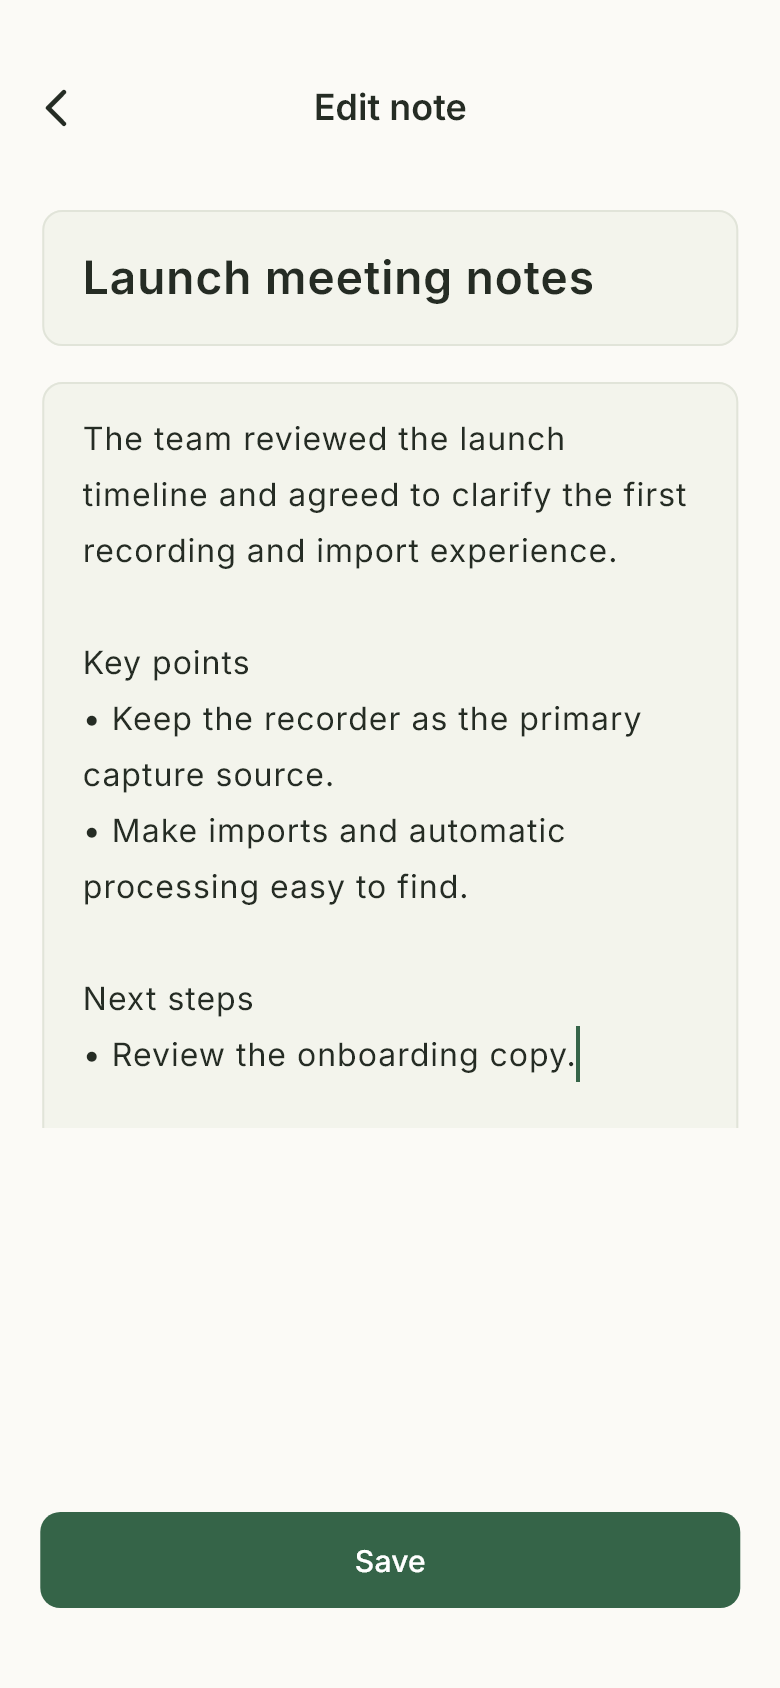 Edit note
Launch meeting notes
The team reviewed the launch
timeline and agreed to clarify the first
recording and import experience.
Key points
• Keep the recorder as the primary
capture source.
• Make imports and automatic
processing easy to find.
Next steps
• Review the onboarding copy.
Save